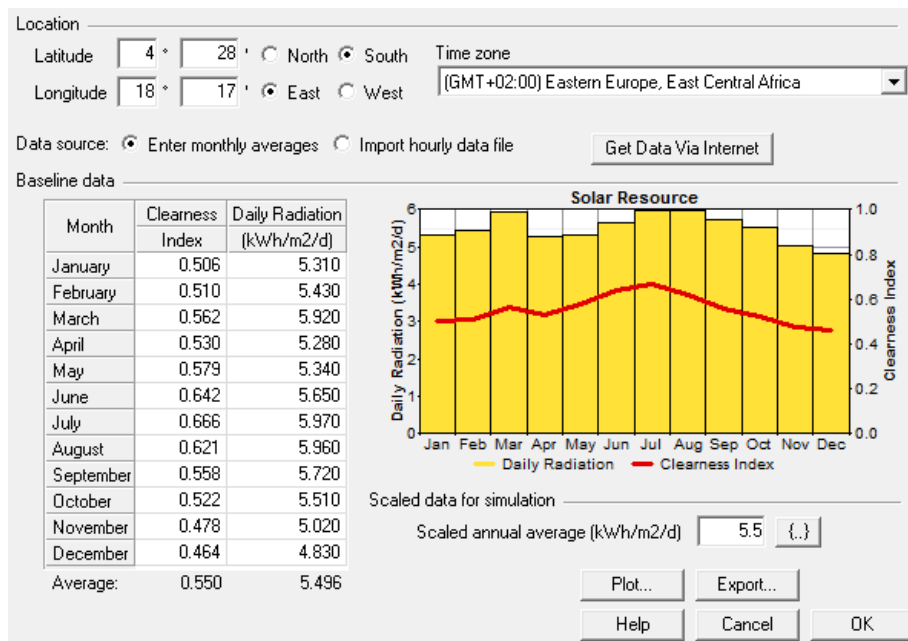 Location
Latitude 4 ° 28 ' North South Time zone
(GMT+02:00) Eastern Europe, East Central Africa
Longitude 18 ° 17 ' East West
Data source: Enter monthly averages Import hourly data file Get Data Via Internet
Baseline data
Month Clearness Index Daily Radiation (kWh/m2/d)
January 0.506 5.310
February 0.510 5.430
March 0.562 5.920
April 0.530 5.280
May 0.579 5.340
June 0.642 5.650
July 0.666 5.970
August 0.621 5.960
September 0.558 5.720
October 0.522 5.510
November 0.478 5.020
December 0.464 4.830
Average: 0.550 5.496
Solar Resource
Daily Radiation (kWh/m2/d)
6
5
4
3
2
1
0
1.0
0.8
0.6
0.4
0.2
0.0
Clearness Index
Jan Feb Mar Apr May Jun Jul Aug Sep Oct Nov Dec
Daily Radiation Clearness Index
Scaled data for simulation
Scaled annual average (kWh/m2/d) 5.5 {..}
Plot... Export...
Help Cancel OK